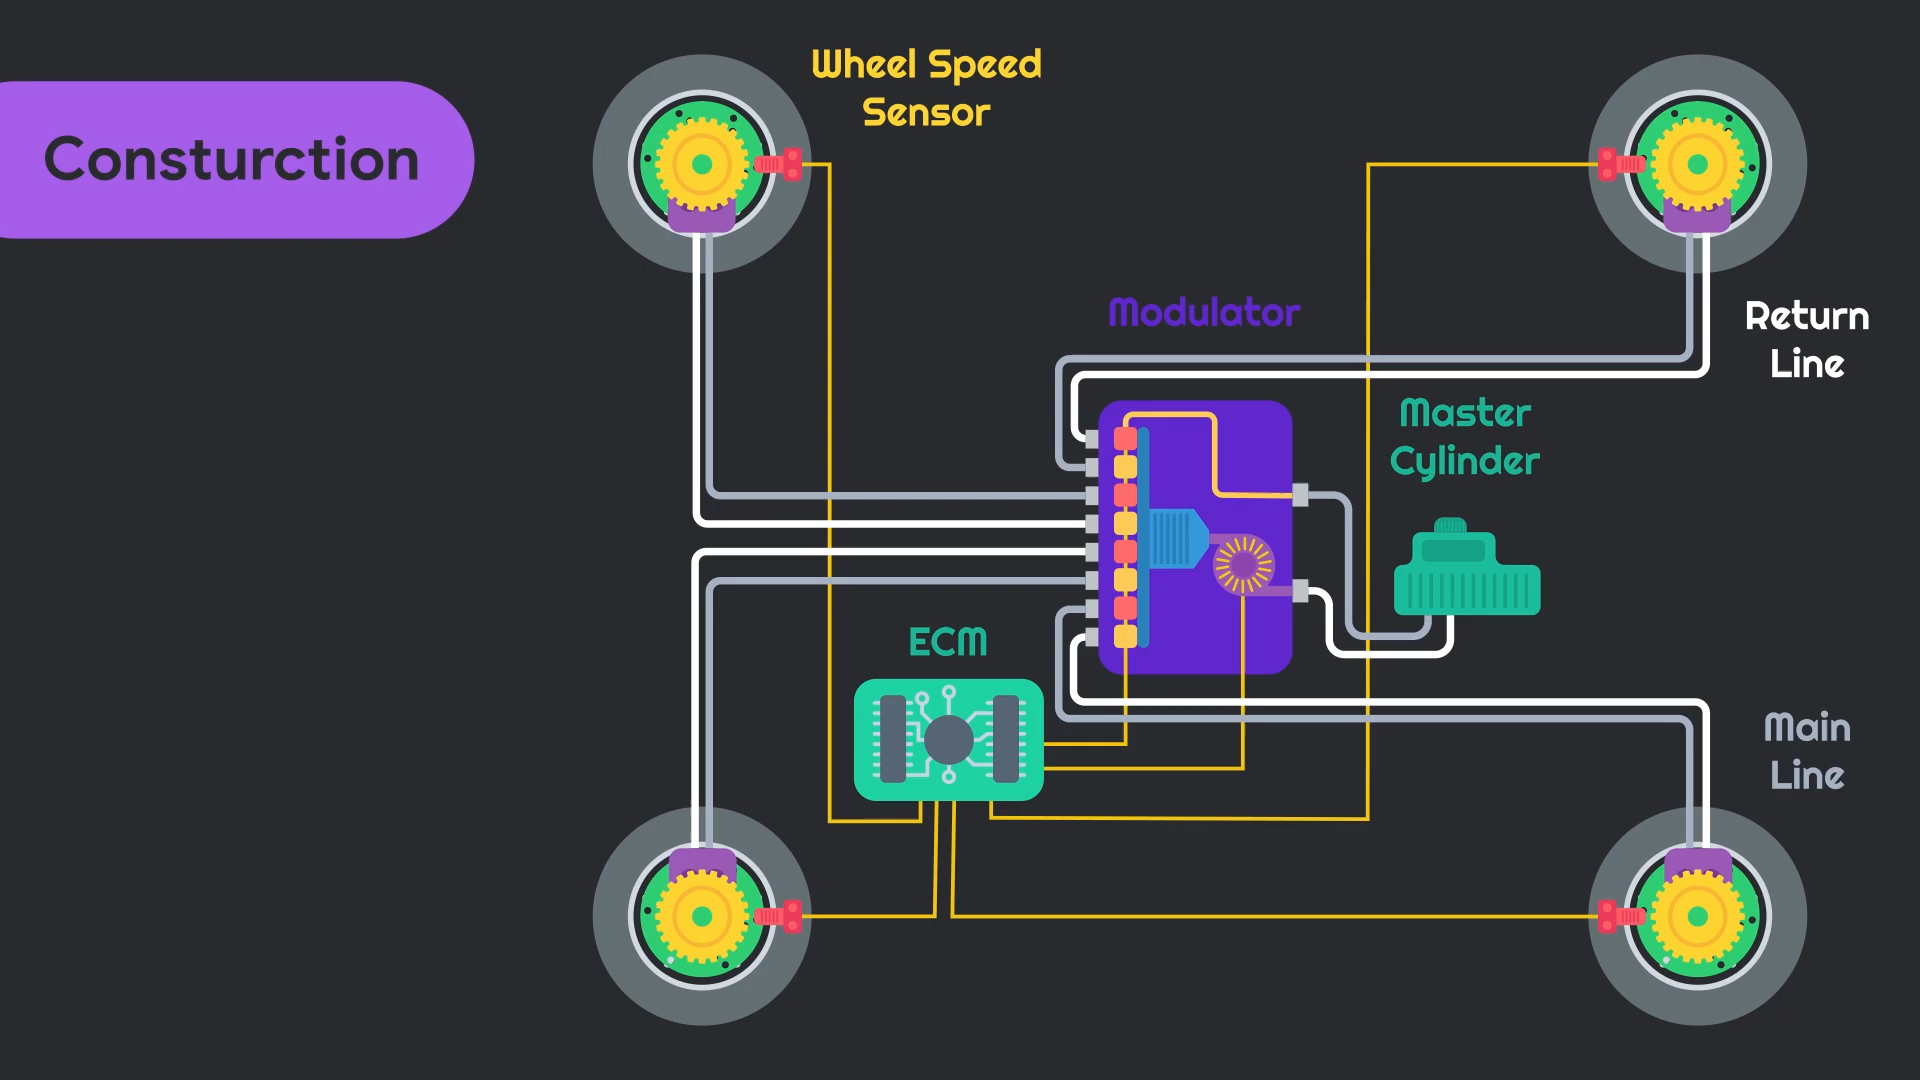 Consturction
Wheel Speed
Sensor
Modulator
Return
Line
Master
Cylinder
ECM
Main
Line